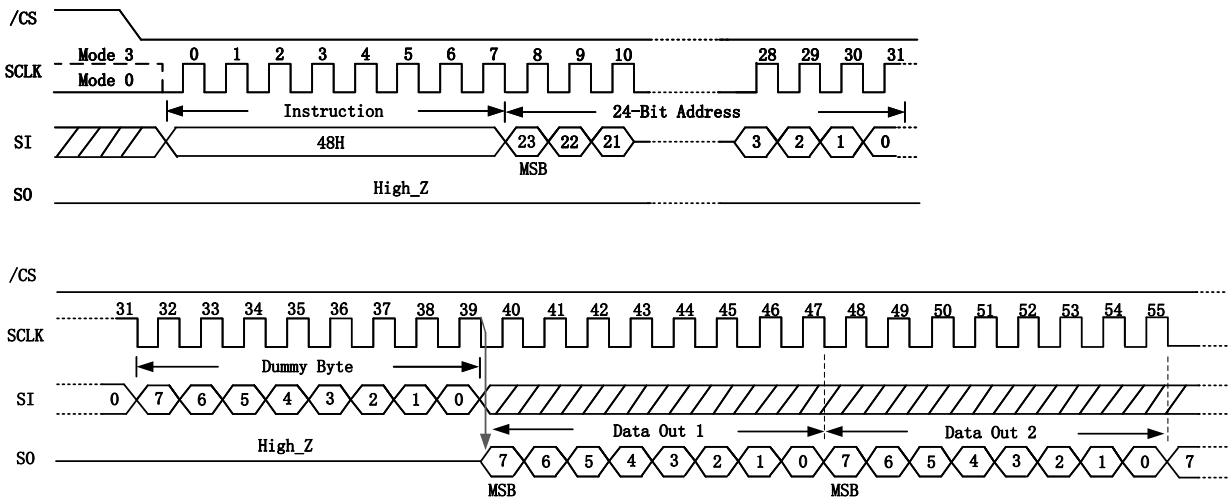 /CS
Mode 3
SCLK
Mode 0
0 1 2 3 4 5 6 7 8 9 10 28 29 30 31
Instruction
24-Bit Address
SI
48H
23 22 21 3 2 1 0
MSB
SO
High_Z
/CS
31 32 33 34 35 36 37 38 39 40 41 42 43 44 45 46 47 48 49 50 51 52 53 54 55
SCLK
Dummy Byte
SI
0 7 6 5 4 3 2 1 0
Data Out 1
Data Out 2
High_Z
SO
7 6 5 4 3 2 1 0 7 6 5 4 3 2 1 0 7
MSB
MSB